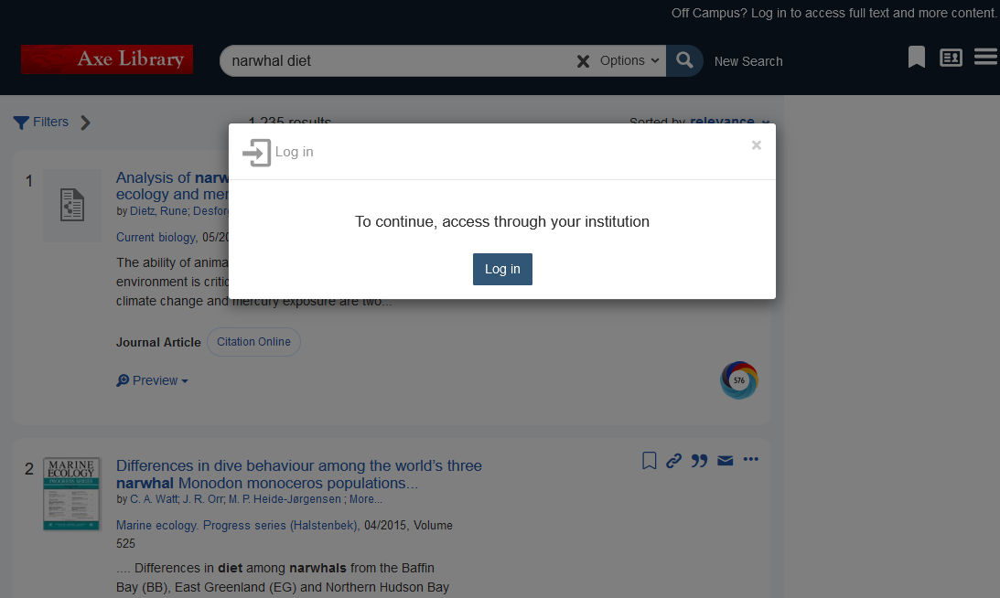 Off Campus? Log in to access full text and more content.
Axe Library
narwhal diet
Options
New Search
Filters
1,235 results
Sorted by relevance
Log in
×
To continue, access through your institution
Log in
1
Analysis of narw
ecology and mer
by Dietz, Rune; Desfor
Current biology, 05/20
The ability of anima
environment is critic
climate change and mercury exposure are two...
Journal Article
Citation Online
Preview
576
2
MARINE
ECOLOGY
PROGRESS SERIES
Differences in dive behaviour among the world's three
narwhal Monodon monoceros populations...
by C. A. Watt; J. R. Orr; M. P. Heide-Jørgensen ; More...
Marine ecology. Progress series (Halstenbek), 04/2015, Volume
525
.... Differences in diet among narwhals from the Baffin
Bay (BB), East Greenland (EG) and Northern Hudson Bay